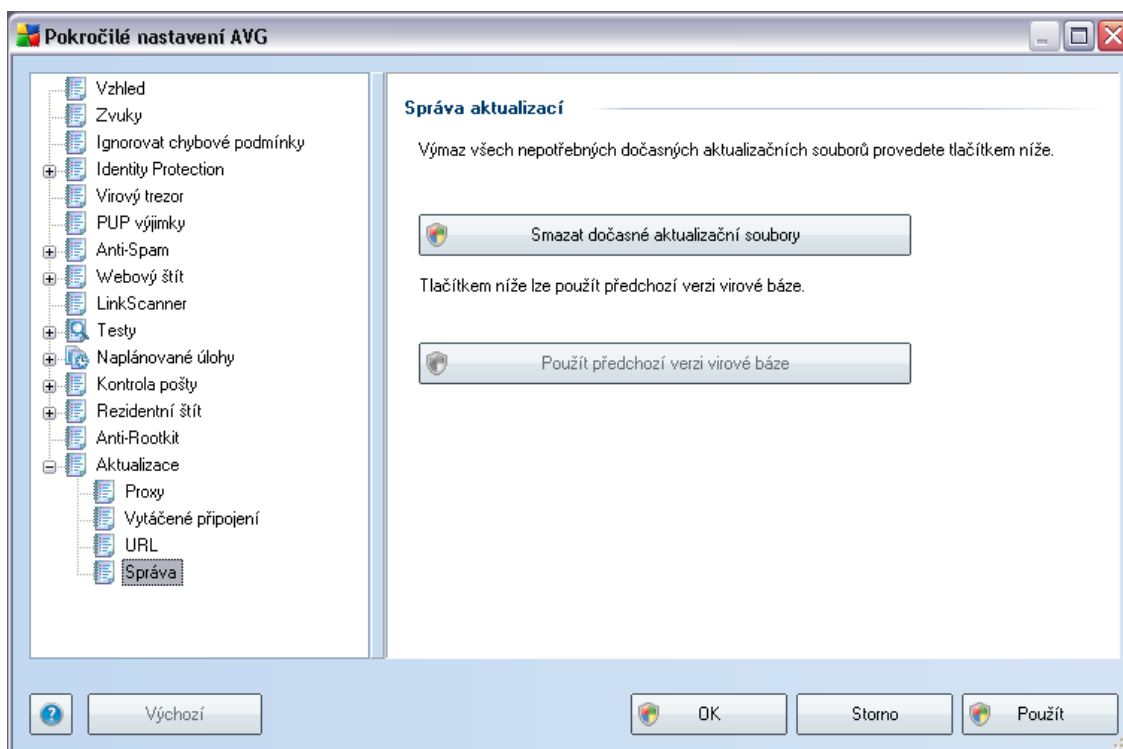 Pokročilé nastavení AVG
Vzhled
Zvuky
Ignorovat chybové podmínky
Identity Protection
Virový trezor
PUP výjimky
Anti-Spam
Webový štít
LinkScanner
Testy
Naplánované úlohy
Kontrola pošty
Rezidentní štít
Anti-Rootkit
Aktualizace
Proxy
Vytáčené připojení
URL
Správa
Správa aktualizací
Výmaz všech nepotřebných dočasných aktualizačních souborů provedete tlačítkem níže.
Smazat dočasné aktualizační soubory
Tlačítkem níže lze použít předchozí verzi virové báze.
Použít předchozí verzi virové báze
Výchozí
OK
Storno
Použít